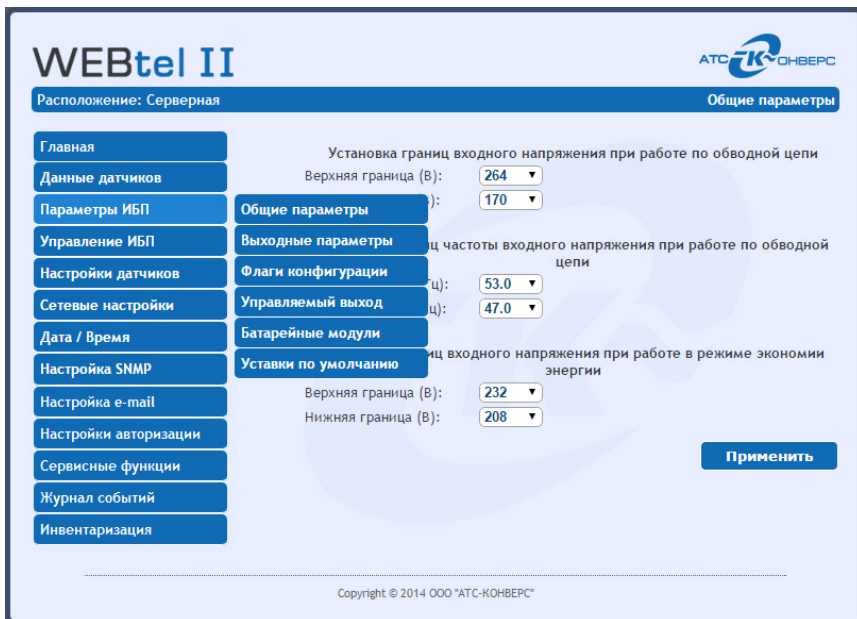 WEBtel II
АТС-КОНВЕРС
Расположение: Серверная
Общие параметры
Главная
Данные датчиков
Параметры ИБП
Управление ИБП
Настройки датчиков
Сетевые настройки
Дата / Время
Настройка SNMP
Настройка e-mail
Настройки авторизации
Сервисные функции
Журнал событий
Инвентаризация
Общие параметры
Выходные параметры
Флаги конфигурации
Управляемый выход
Батарейные модули
Уставки по умолчанию
Установка границ входного напряжения при работе по обводной цепи
Верхняя граница (В): 264
): 170
частоты входного напряжения при работе по обводной
цепи
53.0
47.0
входного напряжения при работе в режиме экономии
энергии
Верхняя граница (В): 232
Нижняя граница (В): 208
Применить
Copyright © 2014 ООО "АТС-КОНВЕРС"